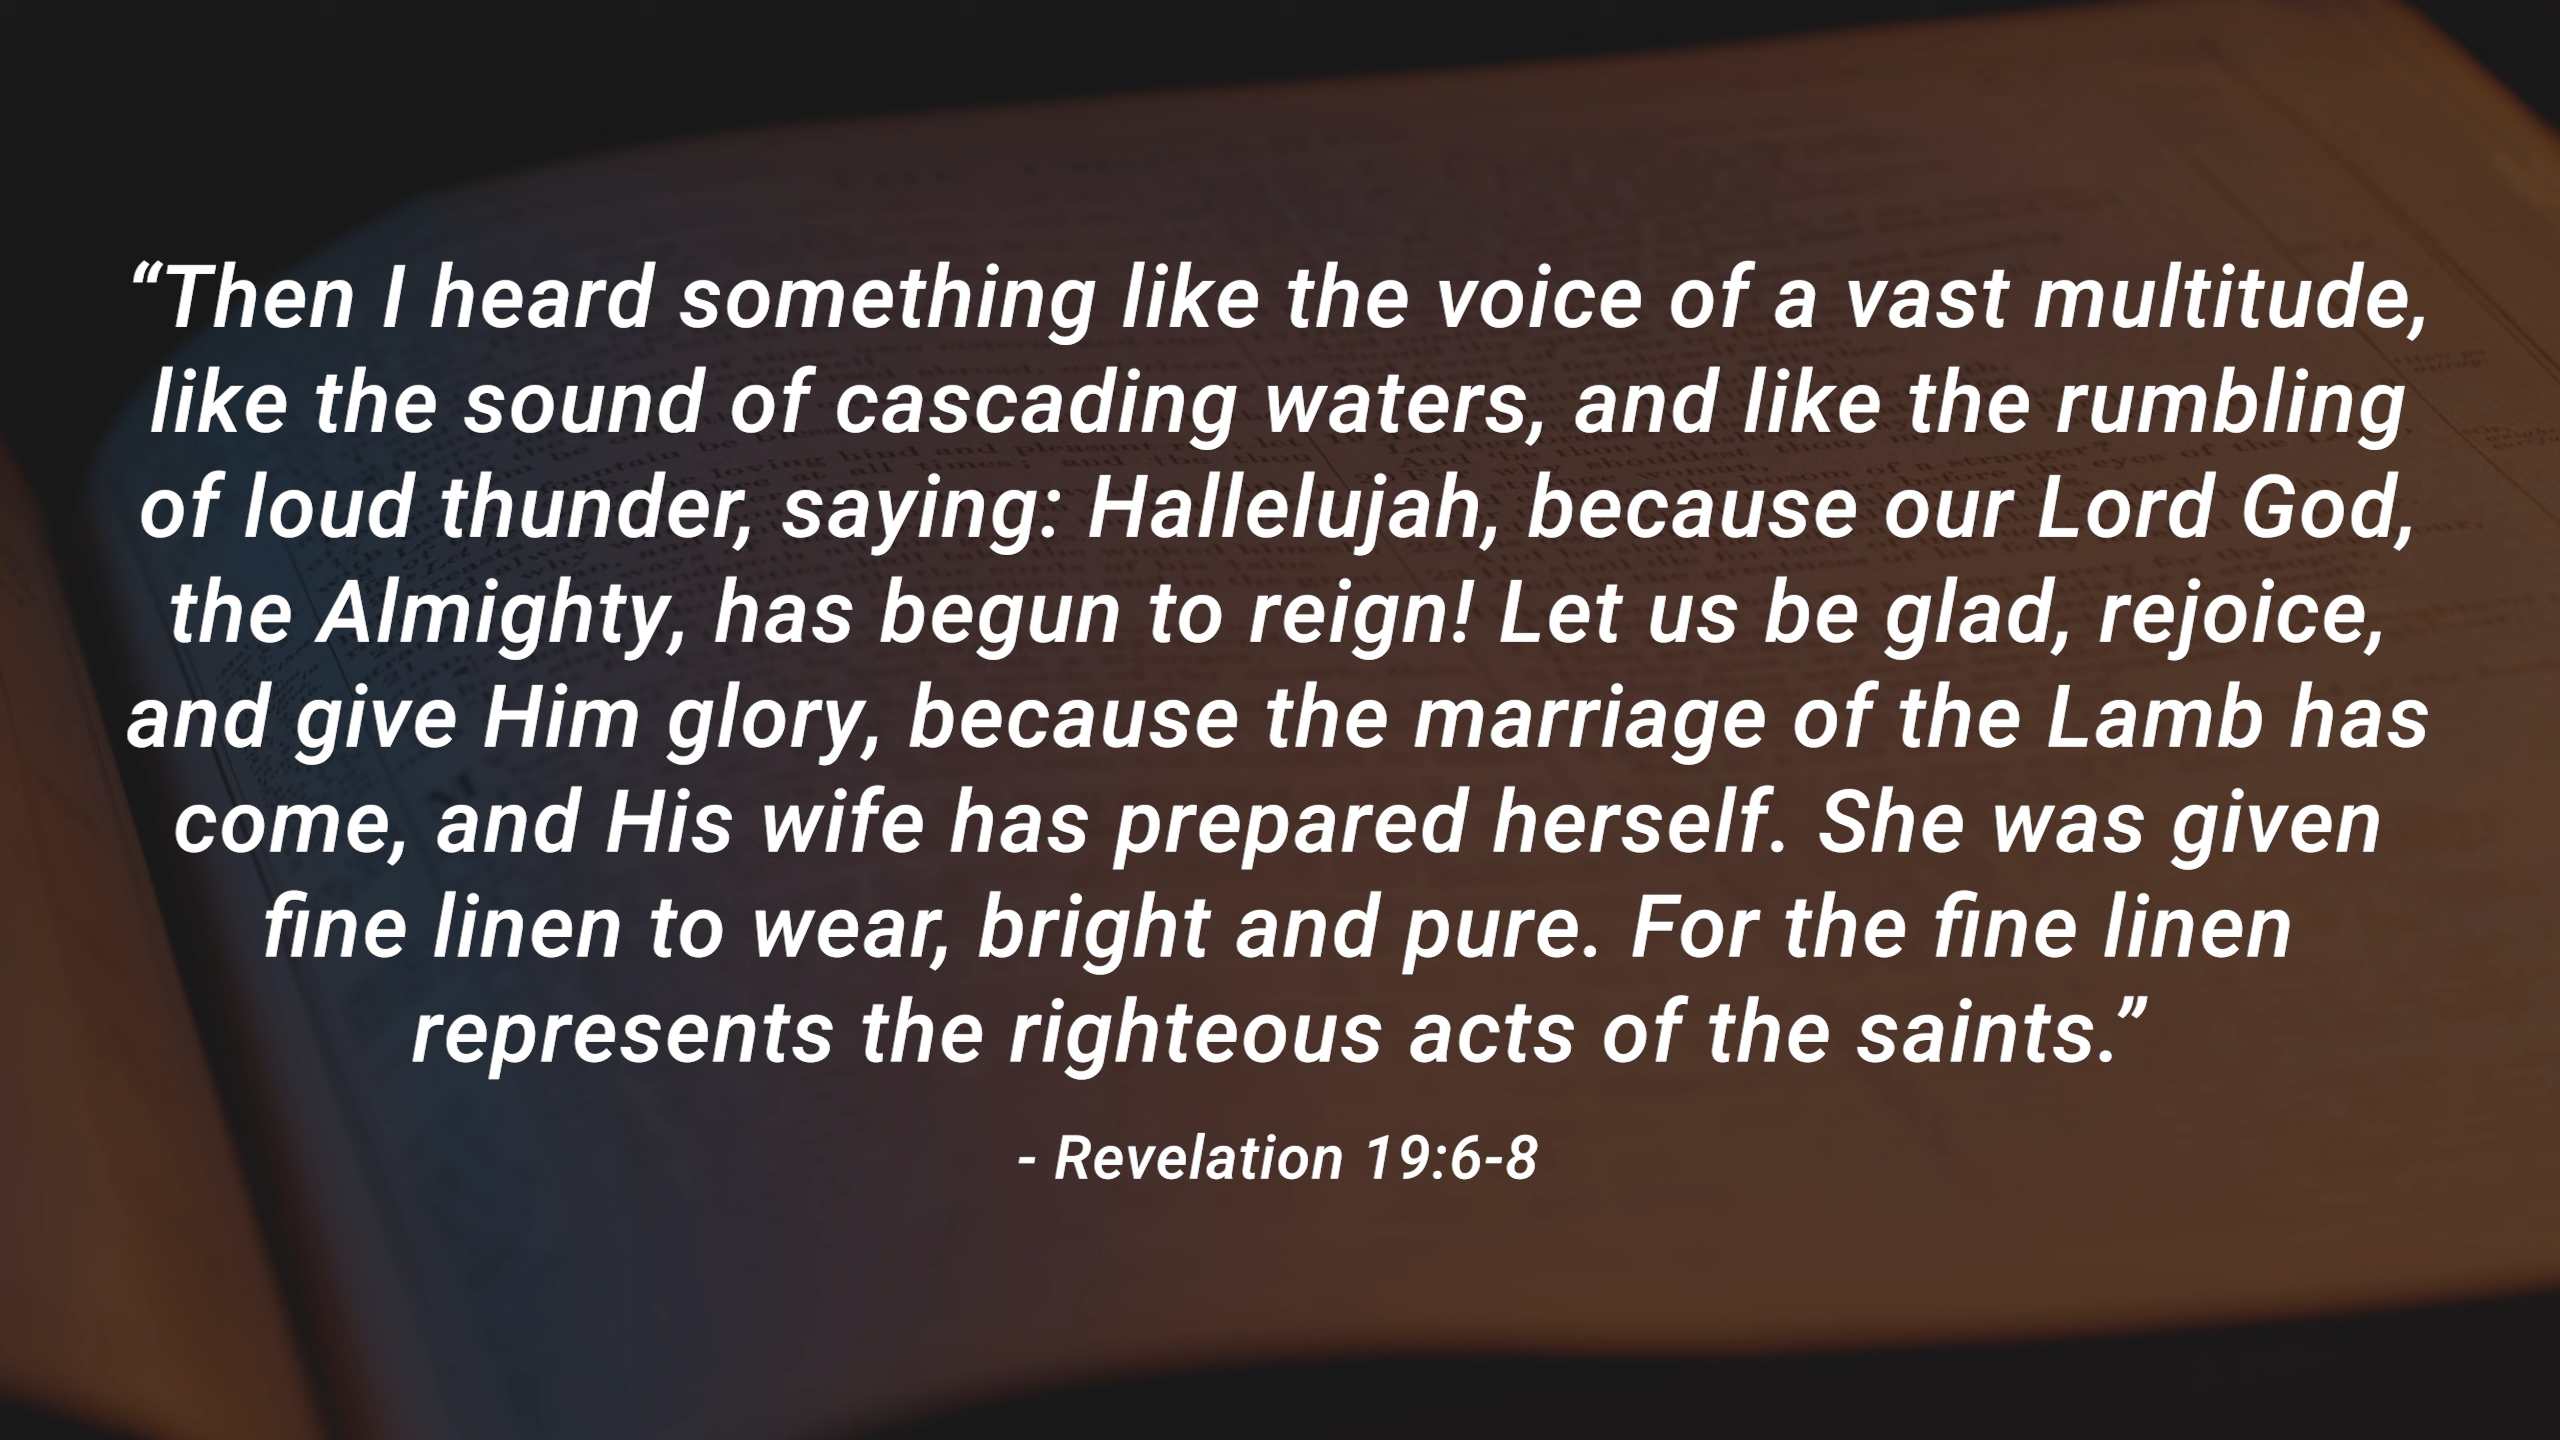 “Then I heard something like the voice of a vast multitude,
like the sound of cascading waters, and like the rumbling
of loud thunder, saying: Hallelujah, because our Lord God,
the Almighty, has begun to reign! Let us be glad, rejoice,
and give Him glory, because the marriage of the Lamb has
come, and His wife has prepared herself. She was given
fine linen to wear, bright and pure. For the fine linen
represents the righteous acts of the saints.”
- Revelation 19:6-8